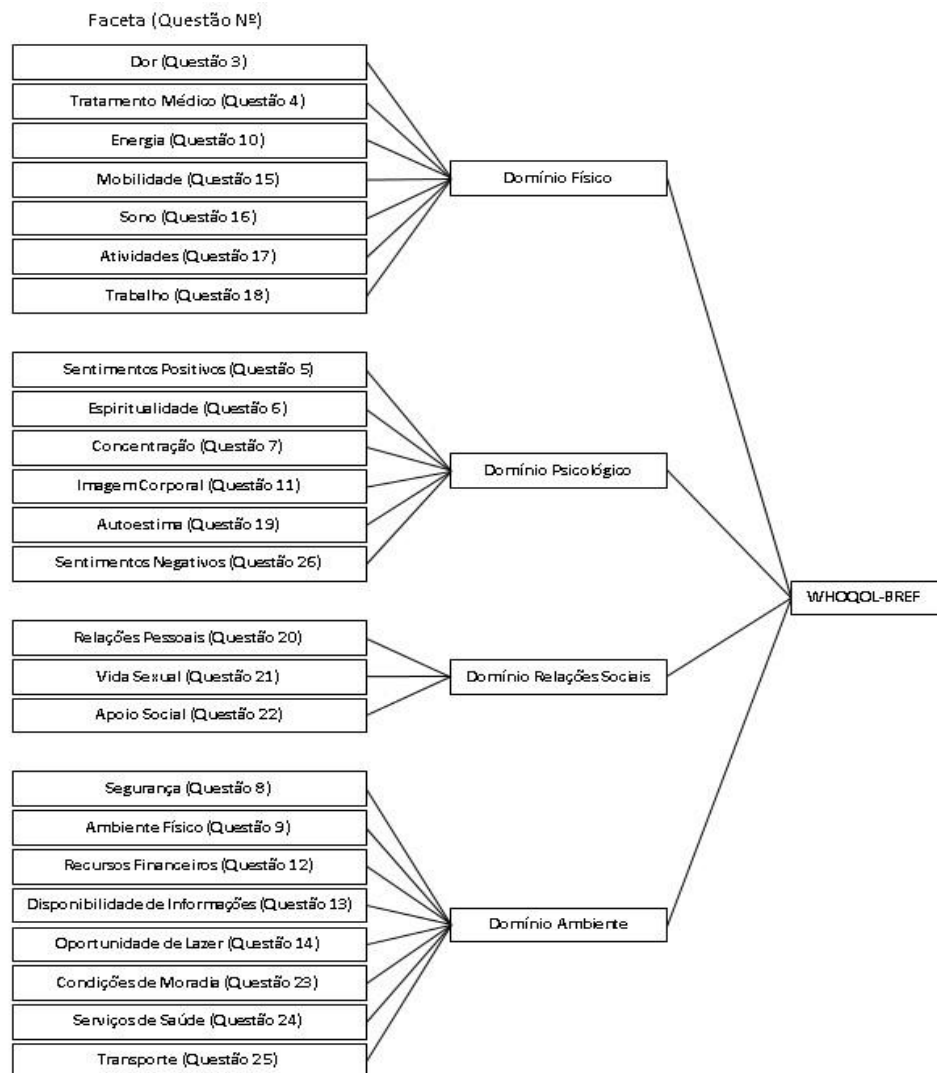 Faceta (Questão Nº)
Dor (Questão 3)
Tratamento Médico (Questão 4)
Energia (Questão 10)
Mobilidade (Questão 15)
Sono (Questão 16)
Atividades (Questão 17)
Trabalho (Questão 18)
Domínio Físico
Sentimentos Positivos (Questão 5)
Espiritualidade (Questão 6)
Concentração (Questão 7)
Imagem Corporal (Questão 11)
Autoestima (Questão 19)
Sentimentos Negativos (Questão 26)
Domínio Psicológico
Relações Pessoais (Questão 20)
Vida Sexual (Questão 21)
Apoio Social (Questão 22)
Domínio Relações Sociais
Segurança (Questão 8)
Ambiente Físico (Questão 9)
Recursos Financeiros (Questão 12)
Disponibilidade de Informações (Questão 13)
Oportunidade de Lazer (Questão 14)
Condições de Moradia (Questão 23)
Serviços de Saúde (Questão 24)
Transporte (Questão 25)
Domínio Ambiente
WHOQOL-BREF